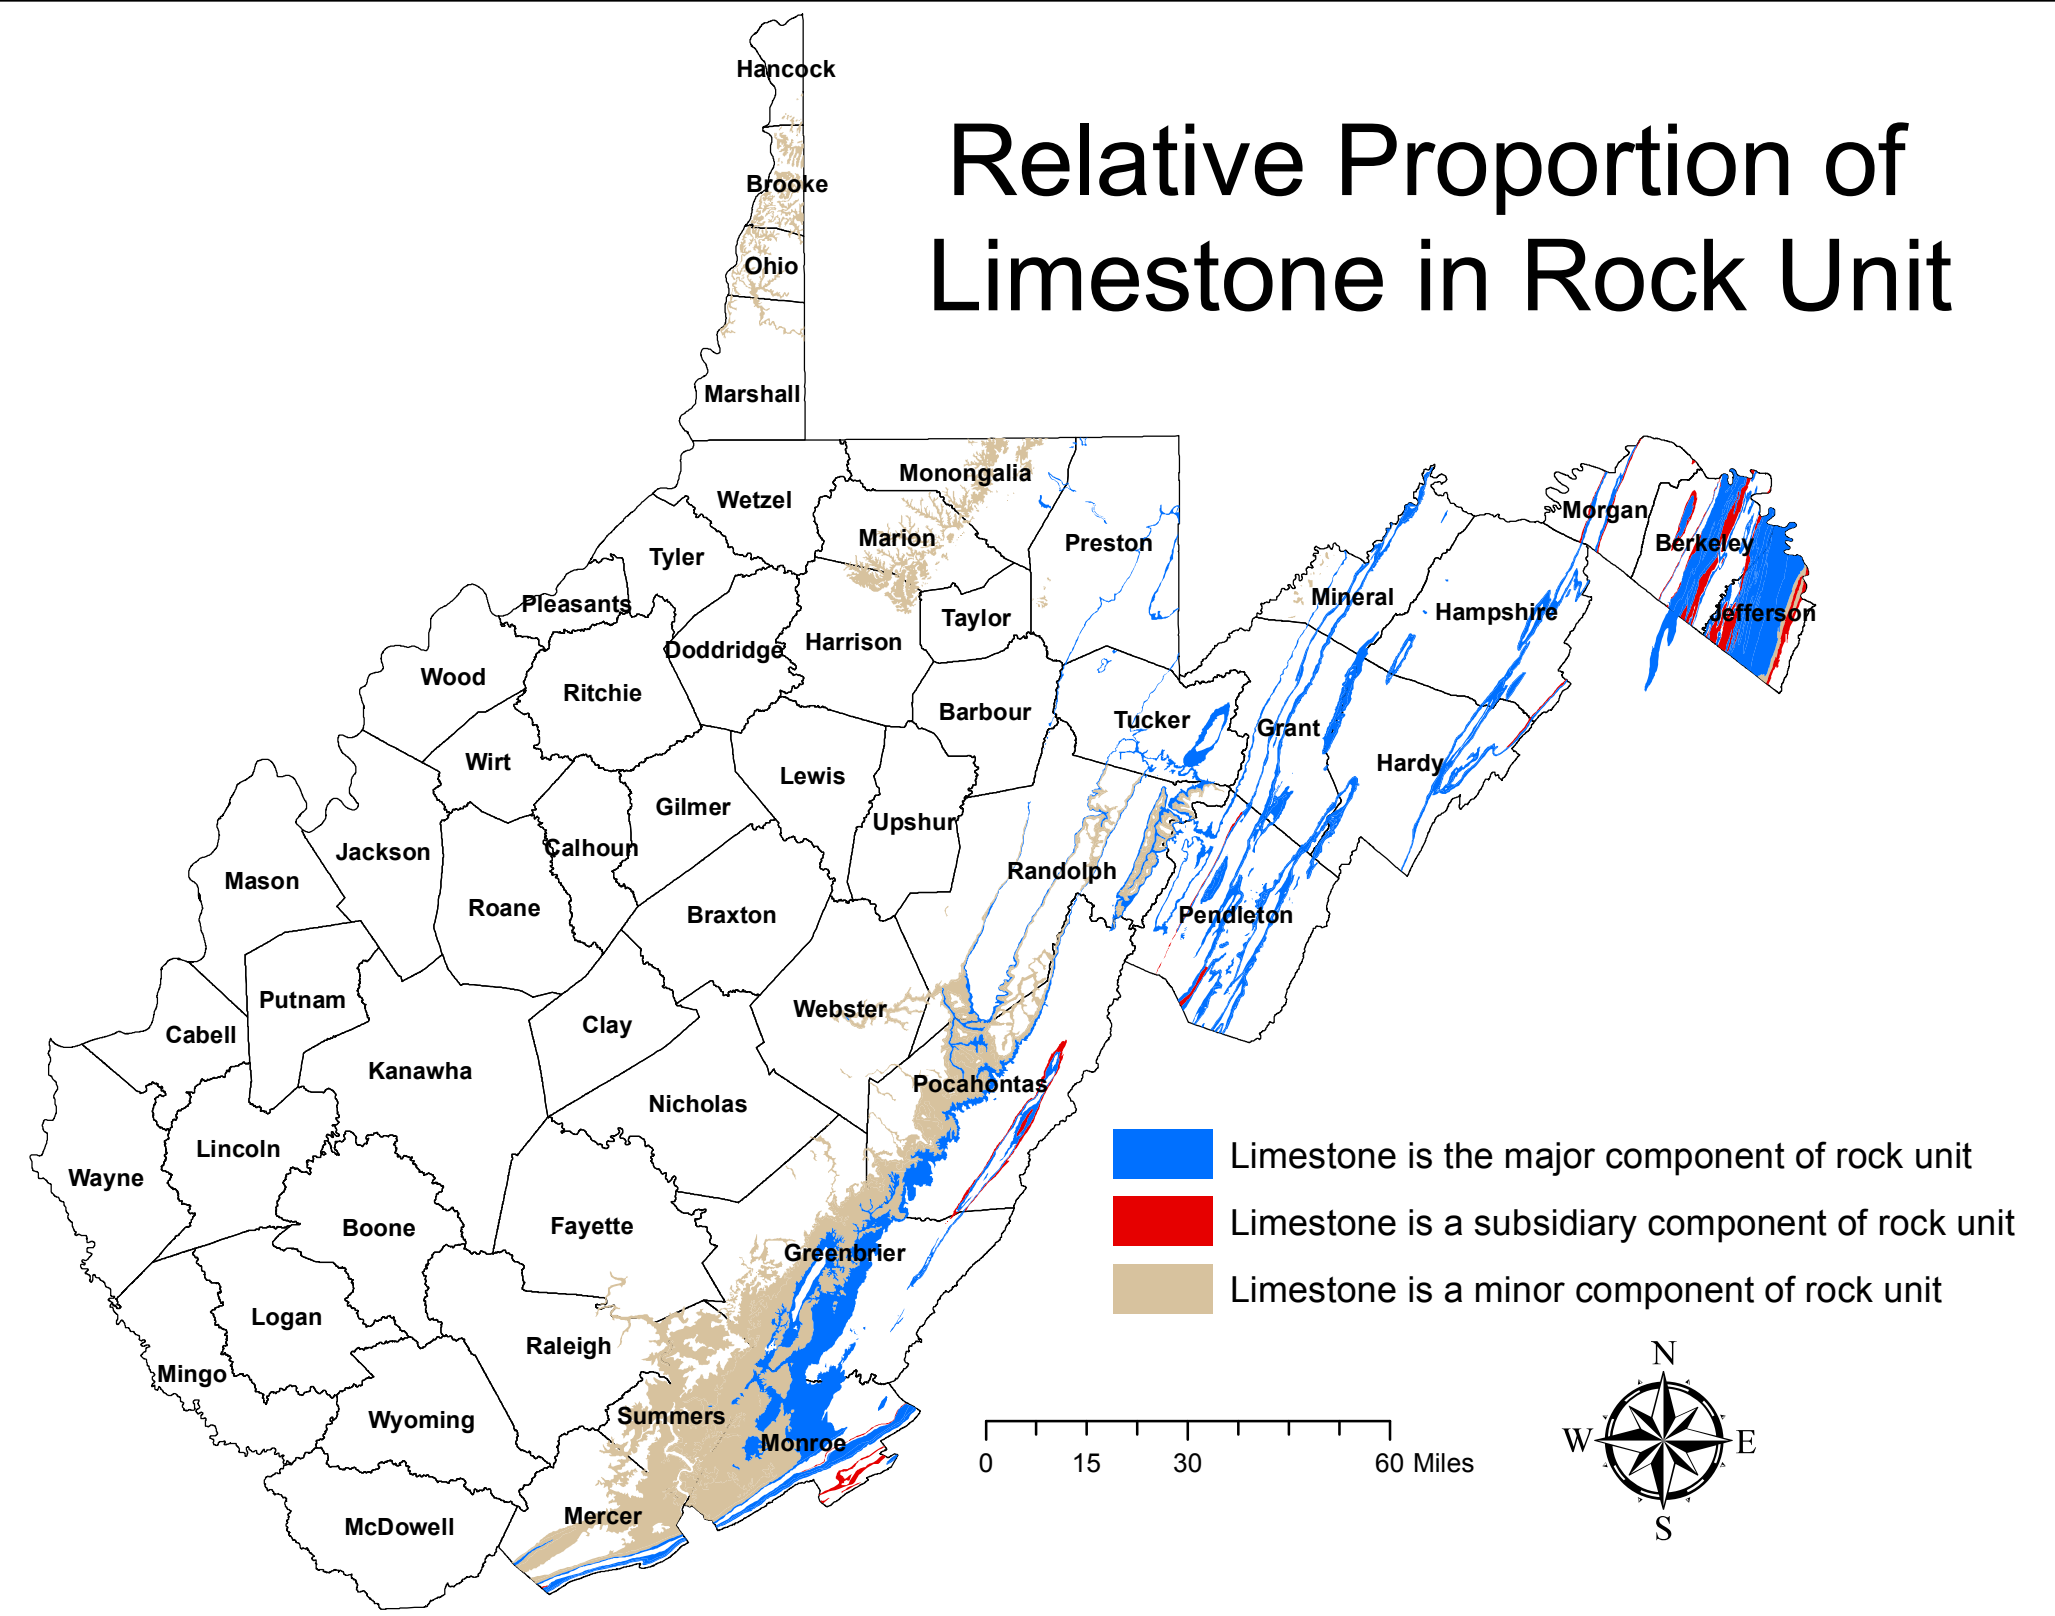 Hancock
Relative Proportion of
Limestone in Rock Unit
Brooke
Ohio
Marshall
Monongalia
Wetzel
Marion
Preston
Morgan
Berkeley
Tyler
Pleasants
Mineral
Hampshire
Jefferson
Taylor
Harrison
Doddridge
Wood
Ritchie
Barbour
Tucker
Grant
Hardy
Wirt
Lewis
Gilmer
Upshur
Jackson
Calhoun
Mason
Randolph
Roane
Braxton
Pendleton
Putnam
Webster
Cabell
Clay
Kanawha
Pocahontas
Nicholas
Lincoln
Wayne
Limestone is the major component of rock unit
Boone
Fayette
Limestone is a subsidiary component of rock unit
Greenbrier
Limestone is a minor component of rock unit
Logan
Raleigh
Mingo
N
Wyoming
Summers
Monroe
W
E
0 15 30 60 Miles
Mercer
McDowell
S